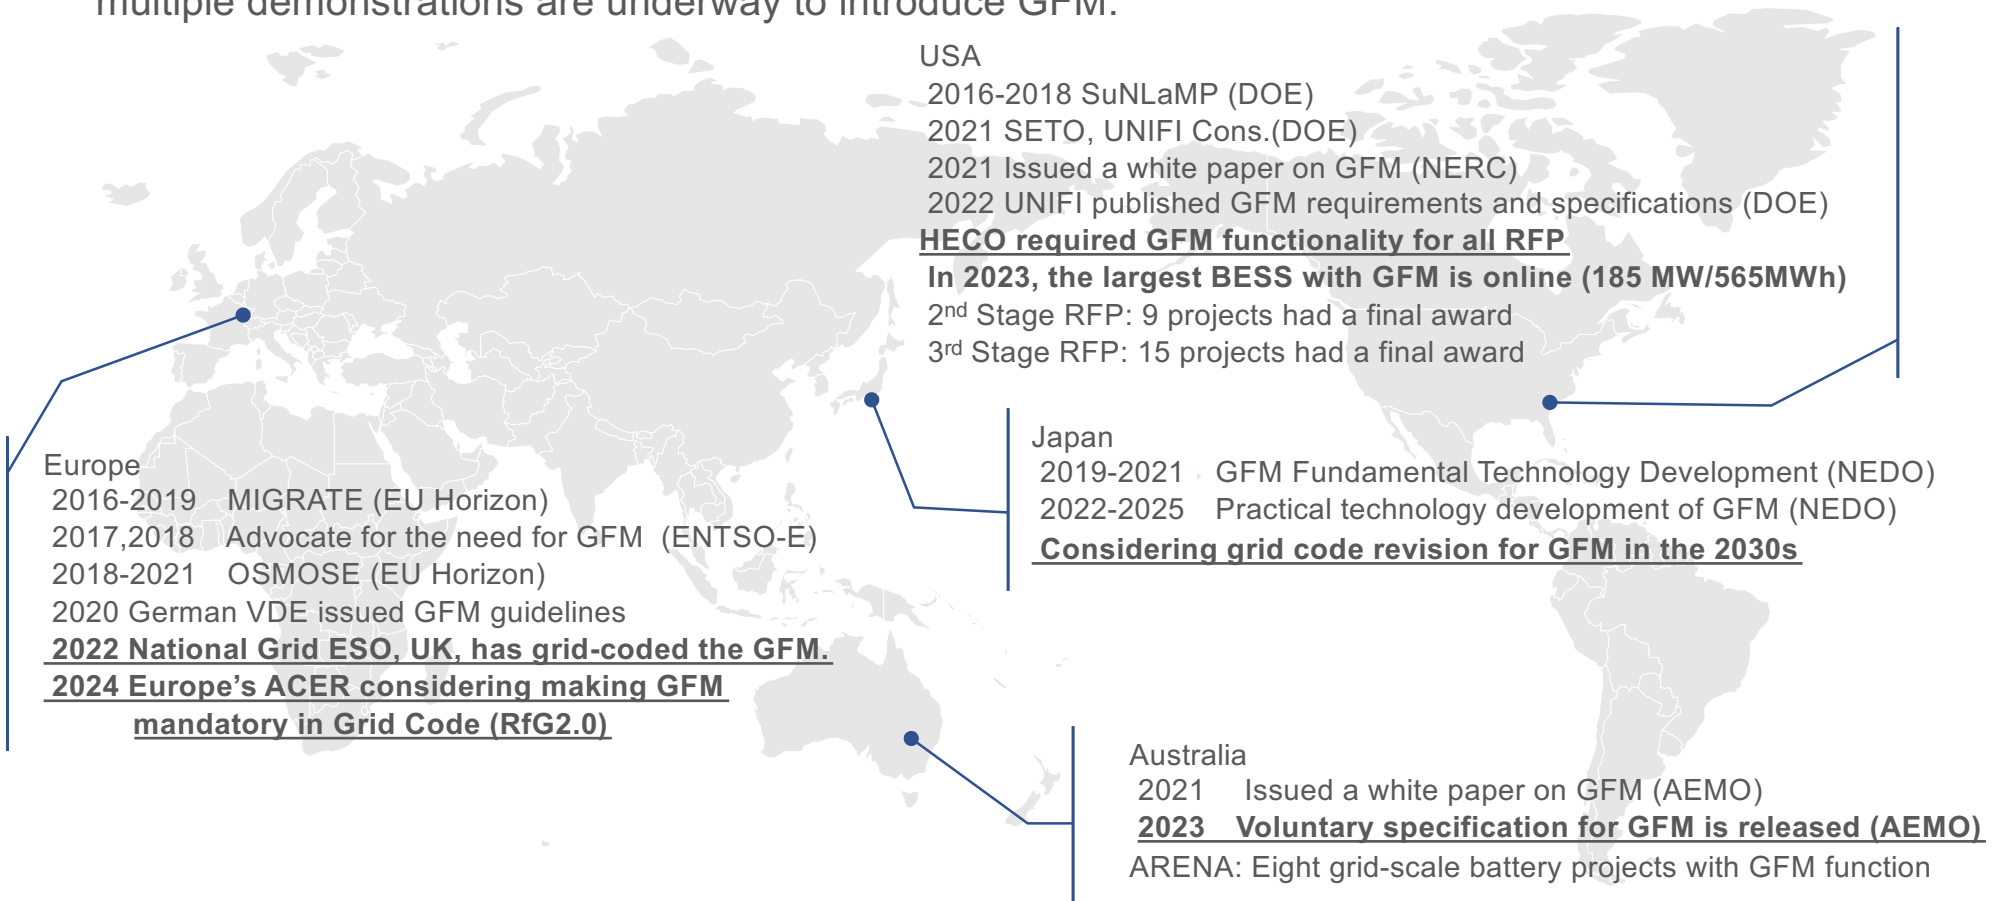 multiple demonstrations are underway to introduce GFM.
USA
2016-2018 SuNLaMP (DOE)
2021 SETO, UNIFI Cons.(DOE)
2021 Issued a white paper on GFM (NERC)
2022 UNIFI published GFM requirements and specifications (DOE)
HECO required GFM functionality for all RFP
In 2023, the largest BESS with GFM is online (185 MW/565MWh)
2nd Stage RFP: 9 projects had a final award
3rd Stage RFP: 15 projects had a final award
Japan
2019-2021 GFM Fundamental Technology Development (NEDO)
2022-2025 Practical technology development of GFM (NEDO)
Considering grid code revision for GFM in the 2030s
Europe
2016-2019 MIGRATE (EU Horizon)
2017,2018 Advocate for the need for GFM (ENTSO-E)
2018-2021 OSMOSE (EU Horizon)
2020 German VDE issued GFM guidelines
2022 National Grid ESO, UK, has grid-coded the GFM.
2024 Europe’s ACER considering making GFM
mandatory in Grid Code (RfG2.0)
Australia
2021 Issued a white paper on GFM (AEMO)
2023 Voluntary specification for GFM is released (AEMO)
ARENA: Eight grid-scale battery projects with GFM function